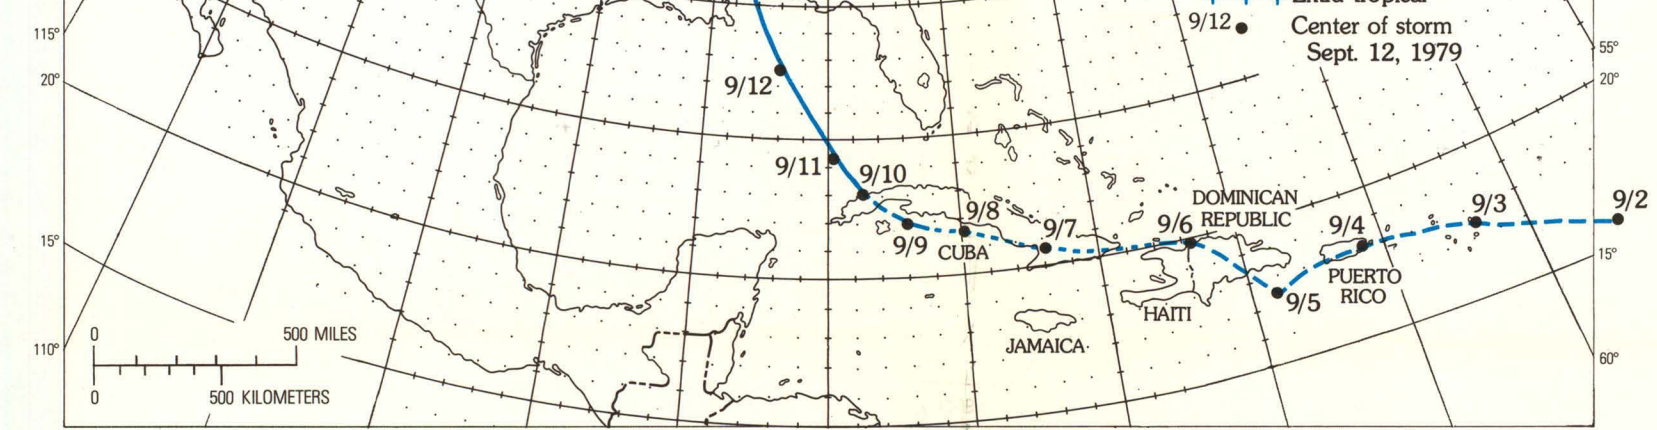 Extra tropical
9/12
Center of storm
Sept. 12, 1979
115°
55°
20°
20°
9/12
9/11
9/10
9/9
9/8
9/7
9/6
9/5
9/4
9/3
9/2
DOMINICAN
REPUBLIC
CUBA
PUERTO
RICO
HAITI
JAMAICA
15°
15°
110°
60°
0
500 MILES
0
500 KILOMETERS